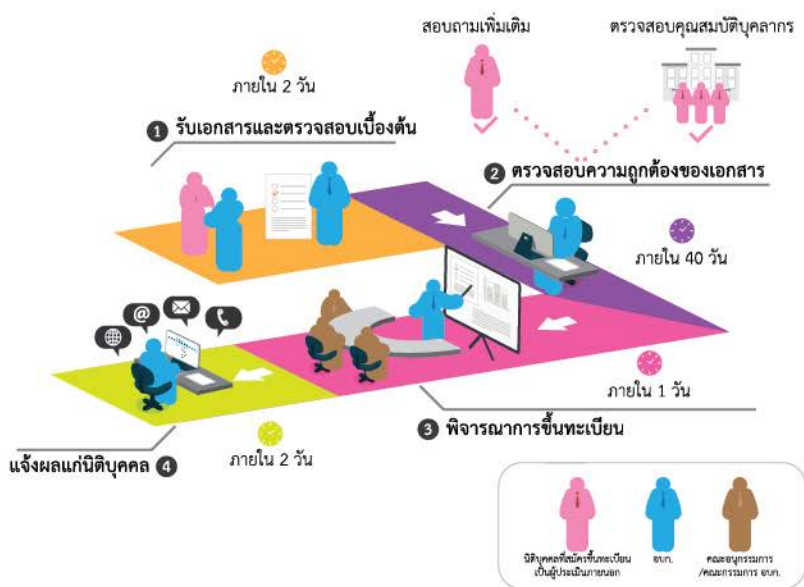 สอบถามเพิ่มเติม
ตรวจสอบคุณสมบัติบุคลากร
ภายใน 2 วัน
1 รับเอกสารและตรวจสอบเบื้องต้น
2 ตรวจสอบความถูกต้องของเอกสาร
ภายใน 40 วัน
@
ภายใน 1 วัน
3 พิจารณาการขึ้นทะเบียน
แจ้งผลแก่นิติบุคคล 4
ภายใน 2 วัน
นิติบุคคลที่สมัครขึ้นทะเบียน
เป็นผู้ประเมินภายนอก
อบก.
คณะอนุกรรมการ
/คณะกรรมการ อบก.